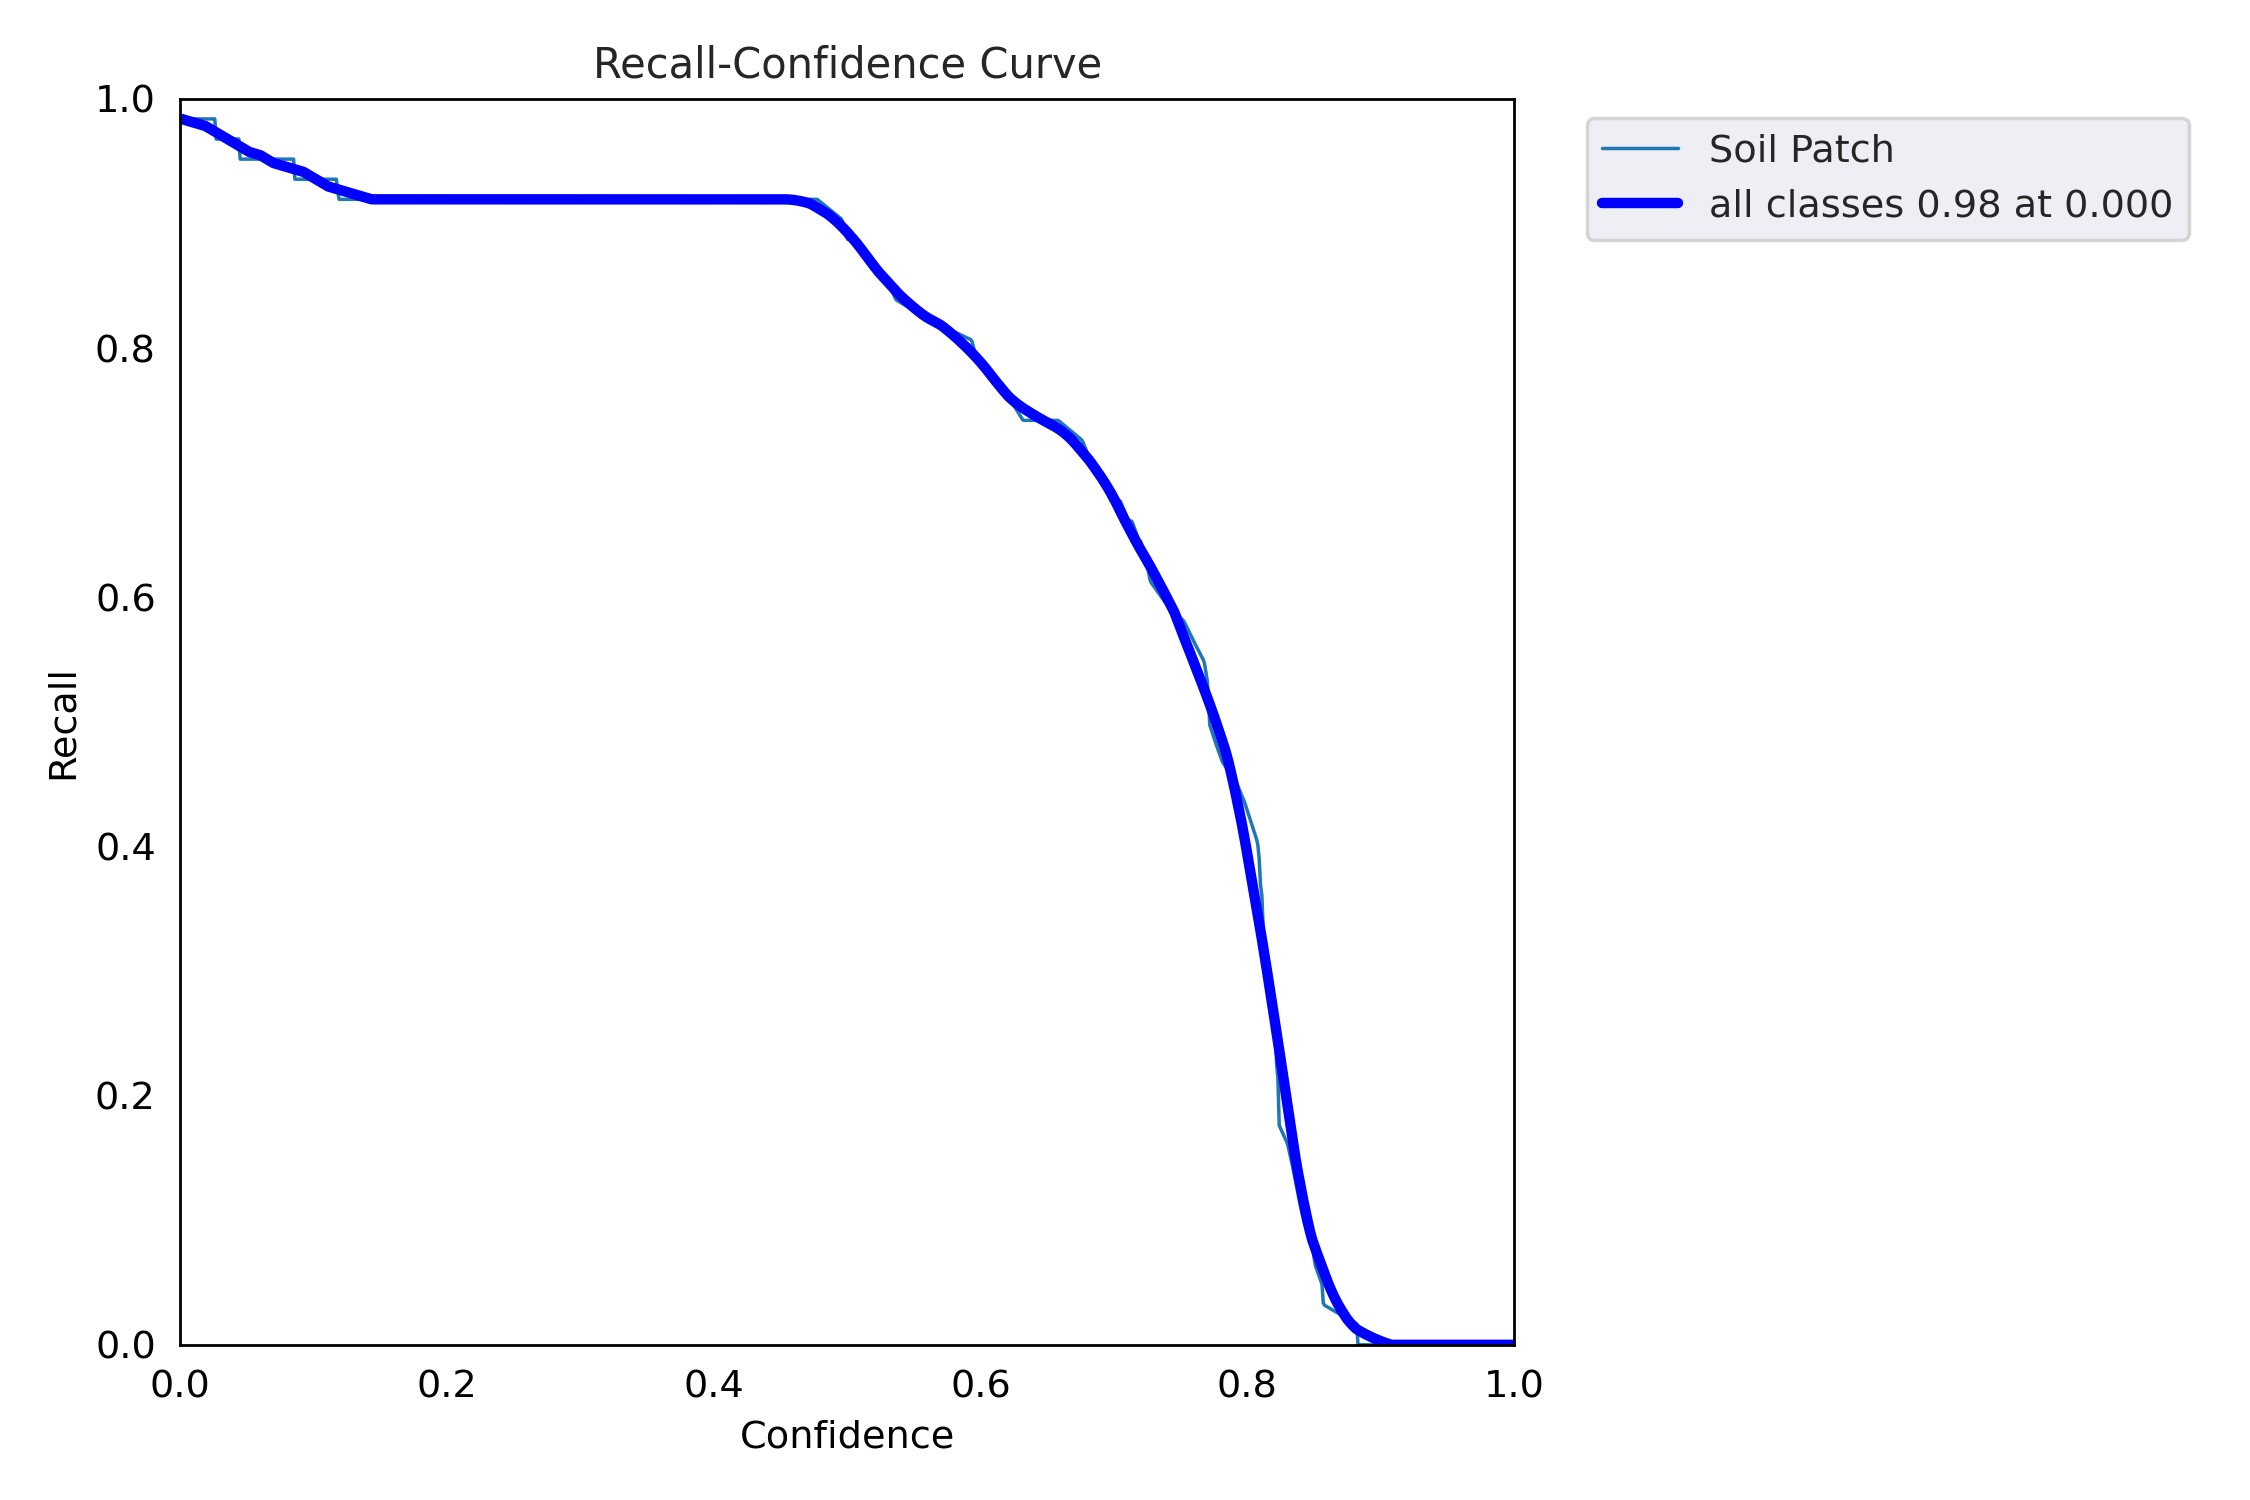 Recall-Confidence Curve
1.0
0.8
0.6
0.4
0.2
0.0
Recall
0.0 0.2 0.4 0.6 0.8 1.0
Confidence
Soil Patch
all classes 0.98 at 0.000